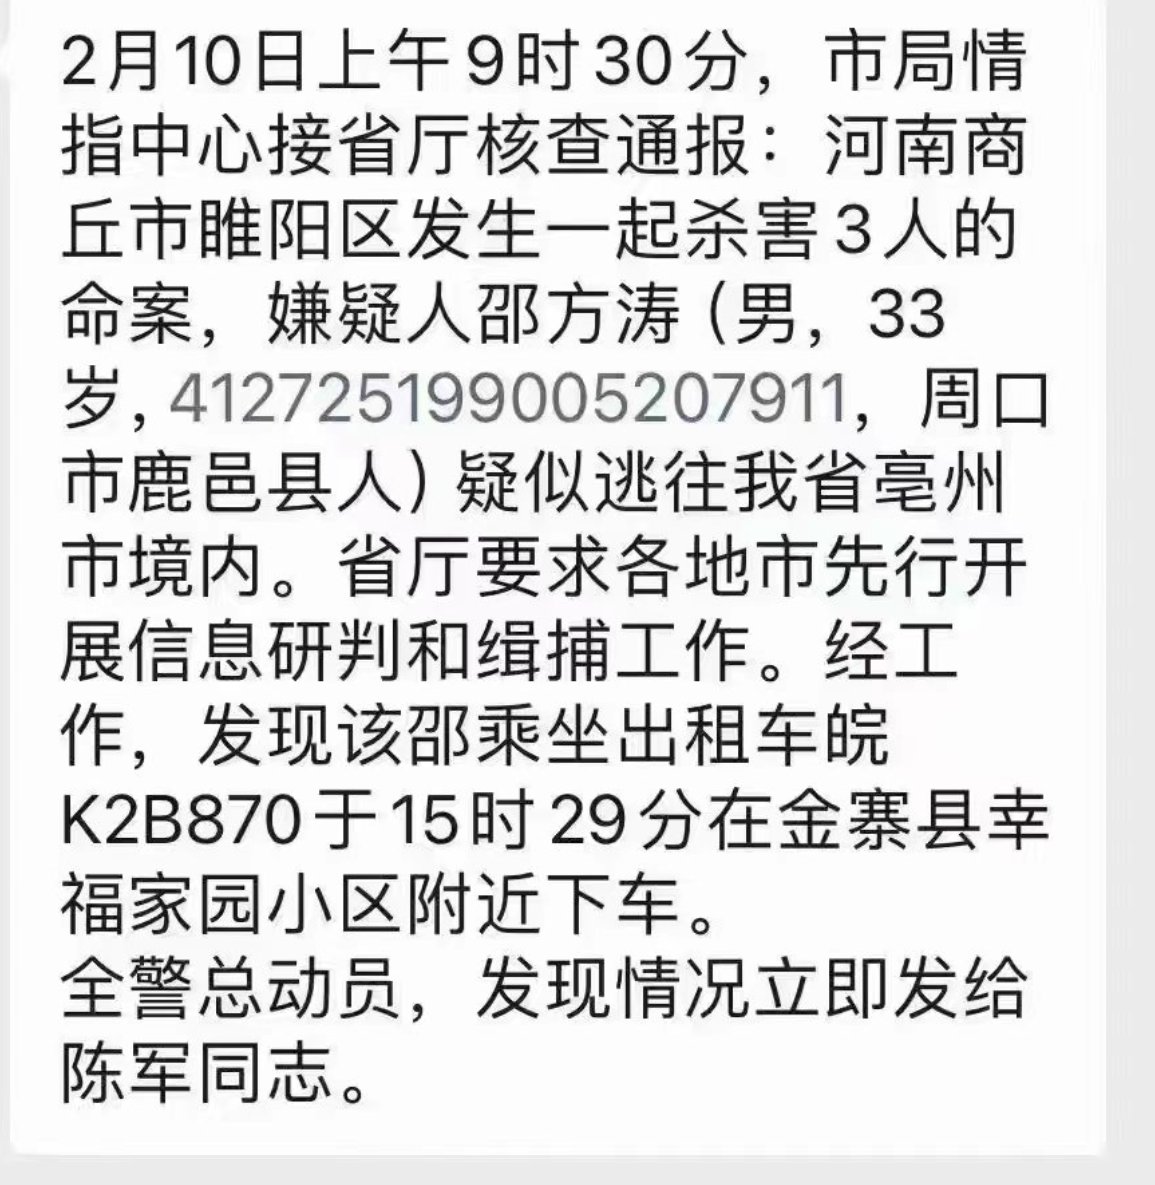 2月10日上午9时30分，市局情
指中心接省厅核查通报：河南商
丘市睢阳区发生一起杀害3人的
命案，嫌疑人邵方涛（男，33
岁，412725199005207911，周口
市鹿邑县人）疑似逃往我省亳州
市境内。省厅要求各地市先行开
展信息研判和缉捕工作。经工
作，发现该邵乘坐出租车皖
K2B870于15时29分在金寨县幸
福家园小区附近下车。
全警总动员，发现情况立即发给
陈军同志。